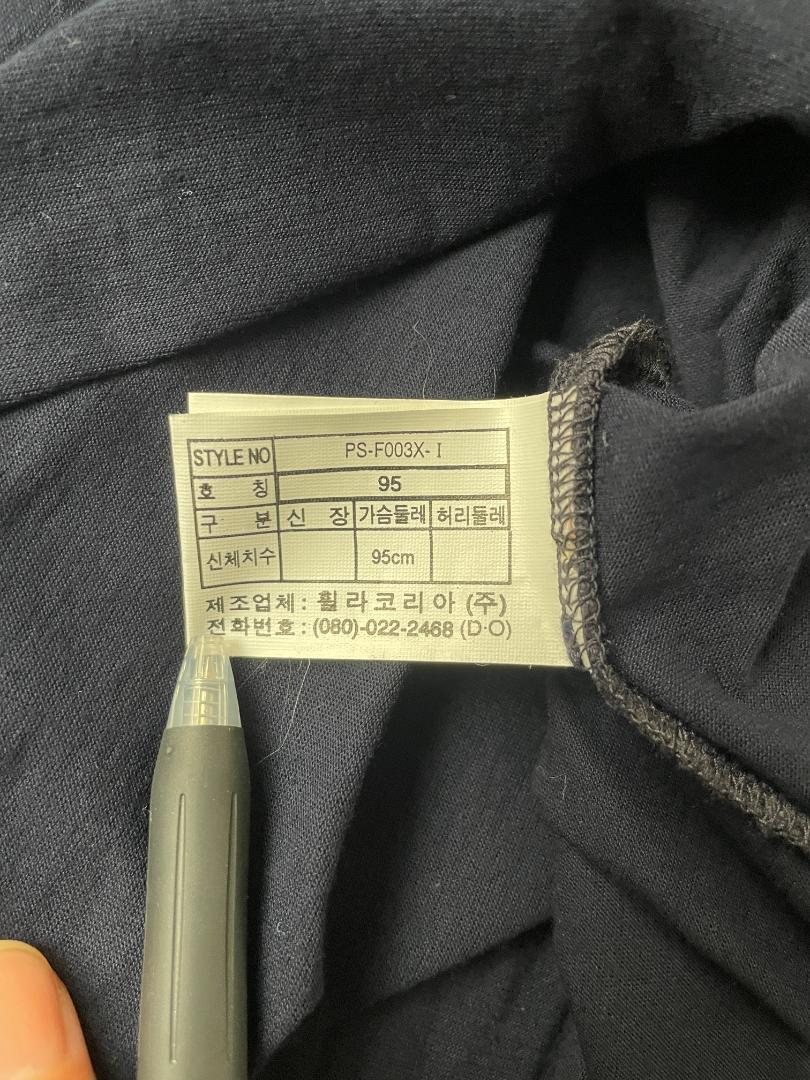 STYLE NO PS-F003X-I
호 칭 95
구 분 신 장 가슴둘레 허리둘레
신체치수 95cm
제조업체: 휠라코리아 (주)
전화번호: (080)-022-2468 (D·O)